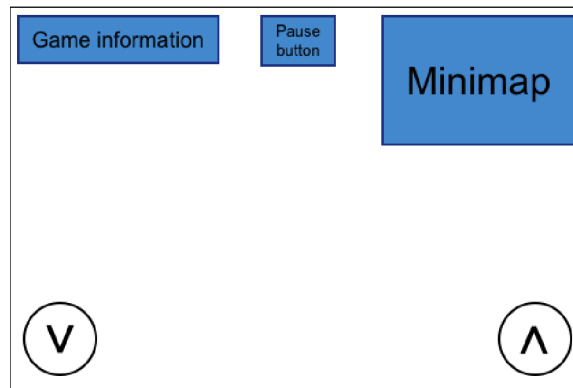 Game information
Pause
button
Minimap
V
Λ